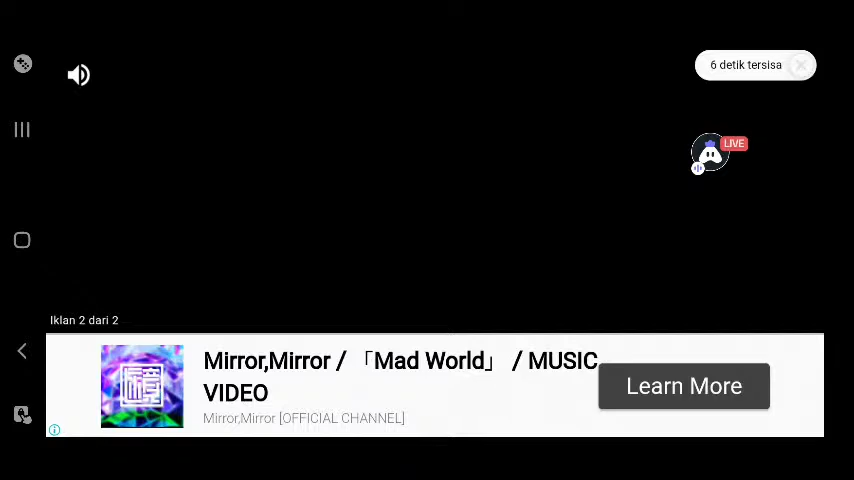 6 detik tersisa
LIVE
Iklan 2 dari 2
Mirror,Mirror / 「Mad World」 / MUSIC
VIDEO
Mirror,Mirror [OFFICIAL CHANNEL]
Learn More